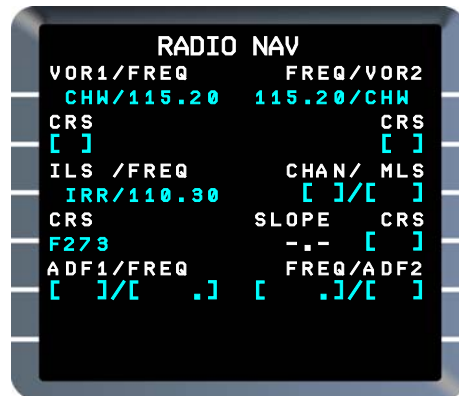 RADIO NAV
VOR1/FREQ FREQ/VOR2
CHW/115.20 115.20/CHW
CRS CRS
[ ] [ ]
ILS /FREQ CHAN/ MLS
IRR/110.30 [ ]/[ ]
CRS SLOPE CRS
F273 -.- [ ]
ADF1/FREQ FREQ/ADF2
[ ]/[ .] [ .]/[ ]